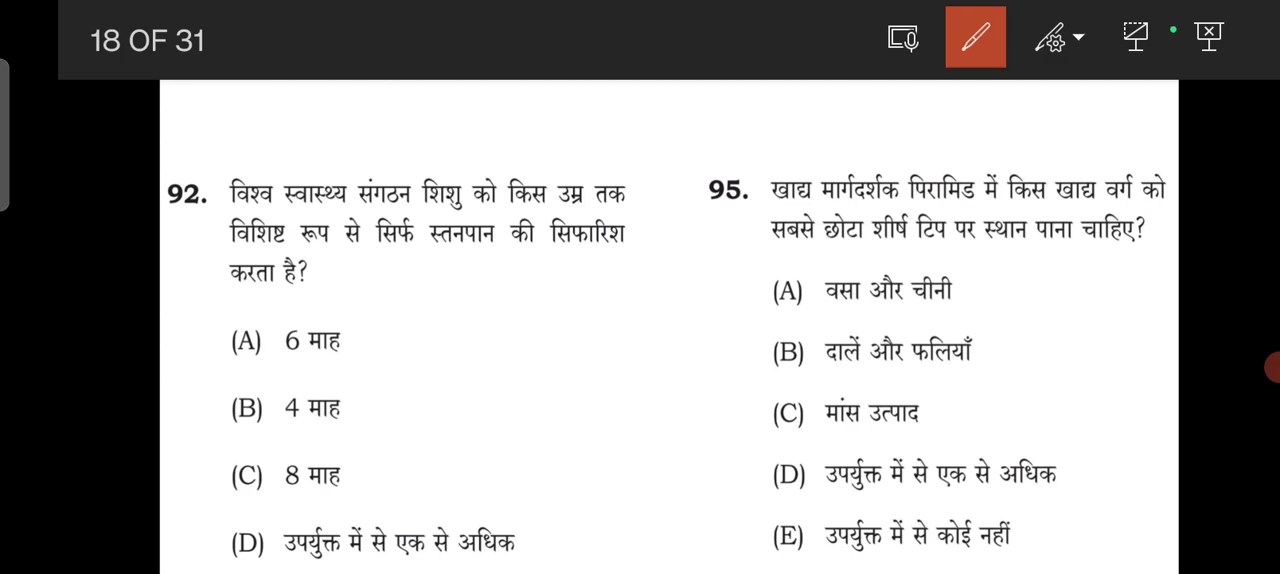 18 OF 31
92. विश्व स्वास्थ्य संगठन शिशु को किस उम्र तक
विशिष्ट रूप से सिर्फ स्तनपान की सिफारिश
करता है?
(A) 6 माह
(B) 4 माह
(C) 8 माह
(D) उपर्युक्त में से एक से अधिक
95. खाद्य मार्गदर्शक पिरामिड में किस खाद्य वर्ग को
सबसे छोटा शीर्ष टिप पर स्थान पाना चाहिए?
(A) वसा और चीनी
(B) दालें और फलियाँ
(C) मांस उत्पाद
(D) उपर्युक्त में से एक से अधिक
(E) उपर्युक्त में से कोई नहीं